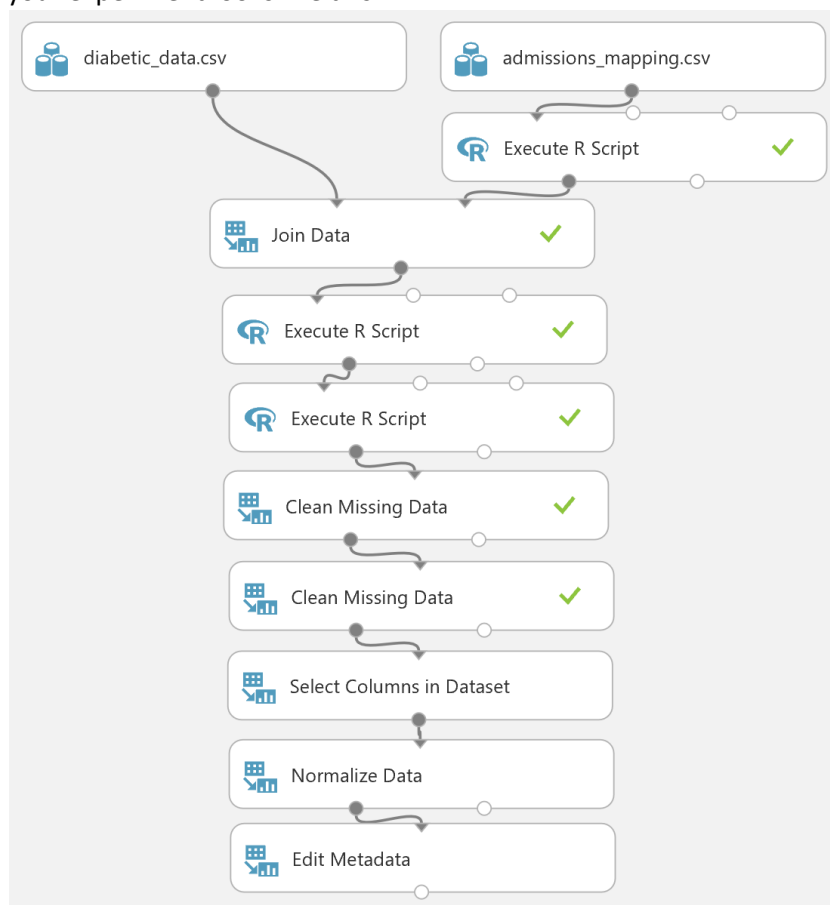 diabetic_data.csv
admissions_mapping.csv
Execute R Script
Join Data
Execute R Script
Execute R Script
Clean Missing Data
Clean Missing Data
Select Columns in Dataset
Normalize Data
Edit Metadata